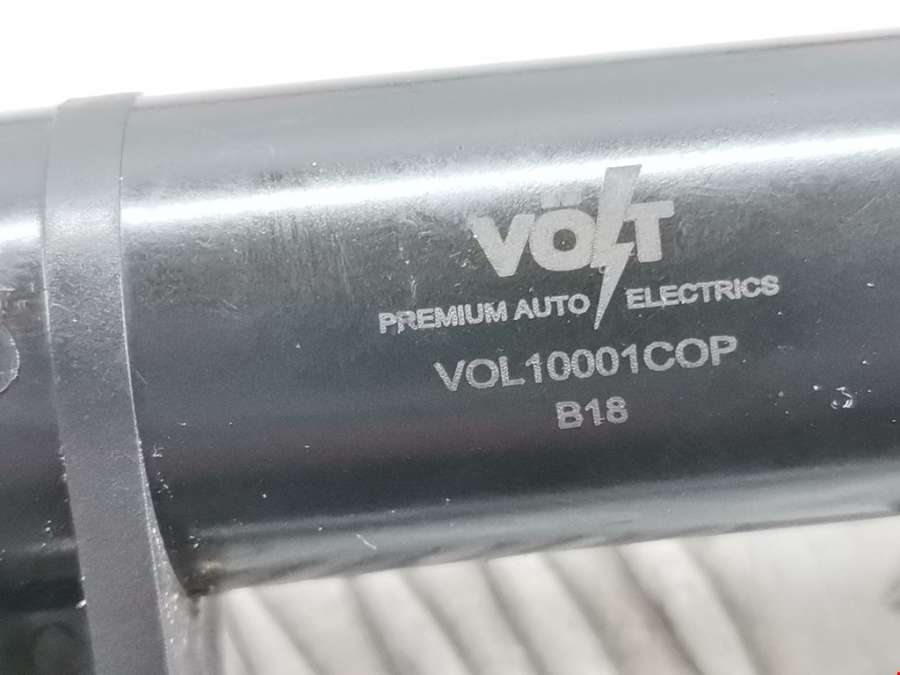 VÖLT
PREMIUM AUTO ELECTRICS
VOL10001COP
B18